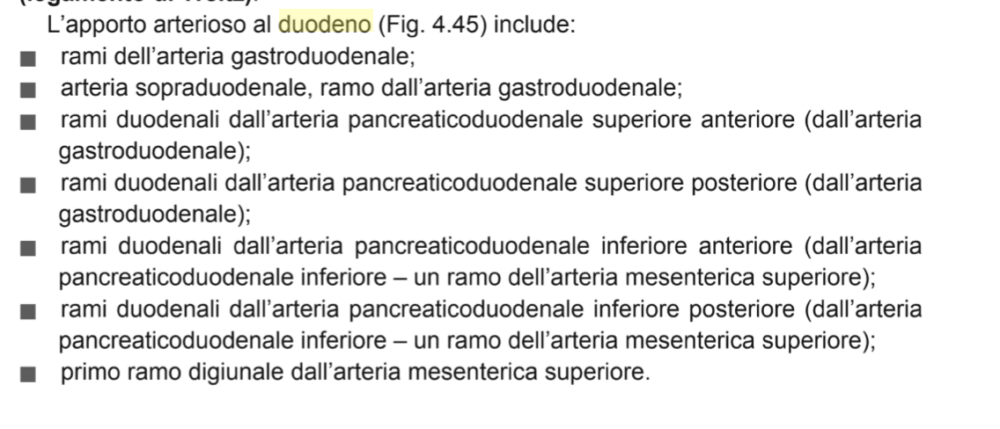 L’apporto arterioso al duodeno (Fig. 4.45) include:
■ rami dell’arteria gastroduodenale;
■ arteria sopraduodenale, ramo dall’arteria gastroduodenale;
■ rami duodenali dall’arteria pancreaticoduodenale superiore anteriore (dall’arteria
gastroduodenale);
■ rami duodenali dall’arteria pancreaticoduodenale superiore posteriore (dall’arteria
gastroduodenale);
■ rami duodenali dall’arteria pancreaticoduodenale inferiore anteriore (dall’arteria
pancreaticoduodenale inferiore – un ramo dell’arteria mesenterica superiore);
■ rami duodenali dall’arteria pancreaticoduodenale inferiore posteriore (dall’arteria
pancreaticoduodenale inferiore – un ramo dell’arteria mesenterica superiore);
■ primo ramo digiunale dall’arteria mesenterica superiore.